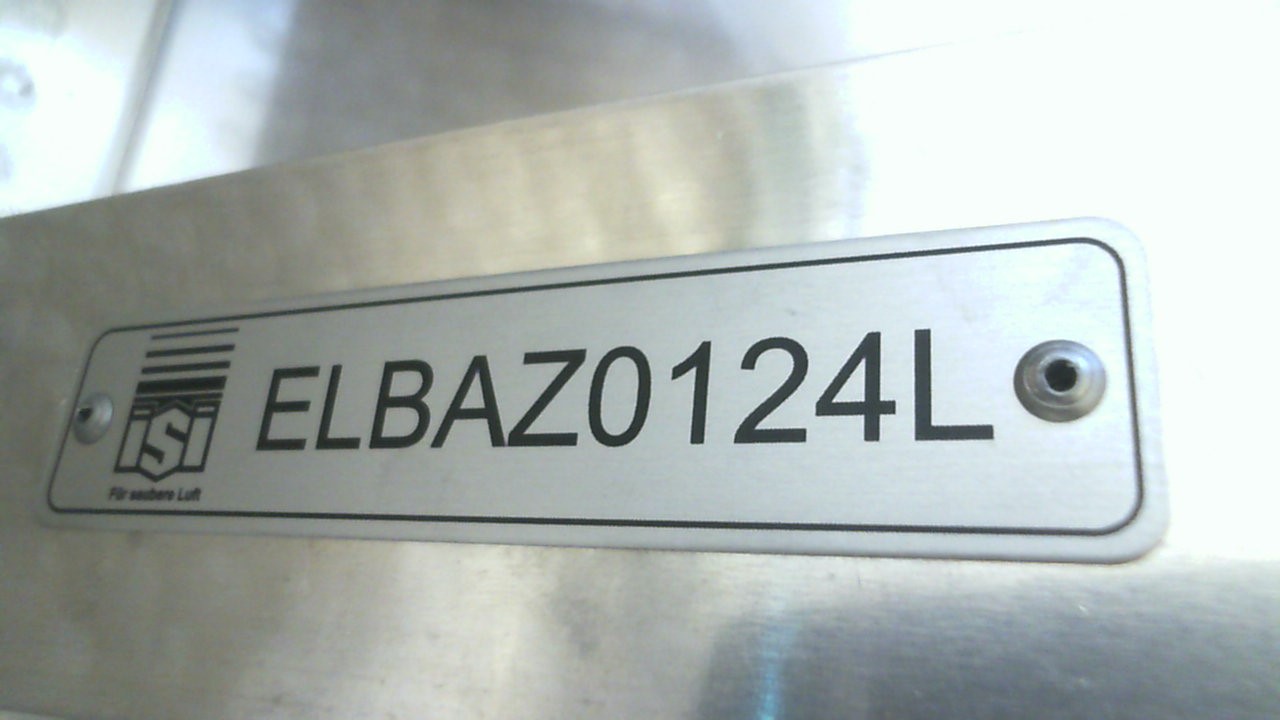 iSi
Für saubere Luft
ELBAZ0124L